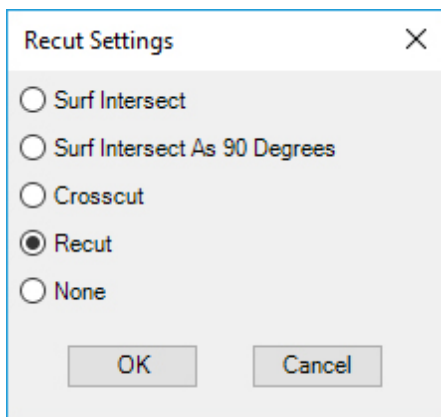 Recut Settings
Surf Intersect
Surf Intersect As 90 Degrees
Crosscut
Recut
None
OK Cancel